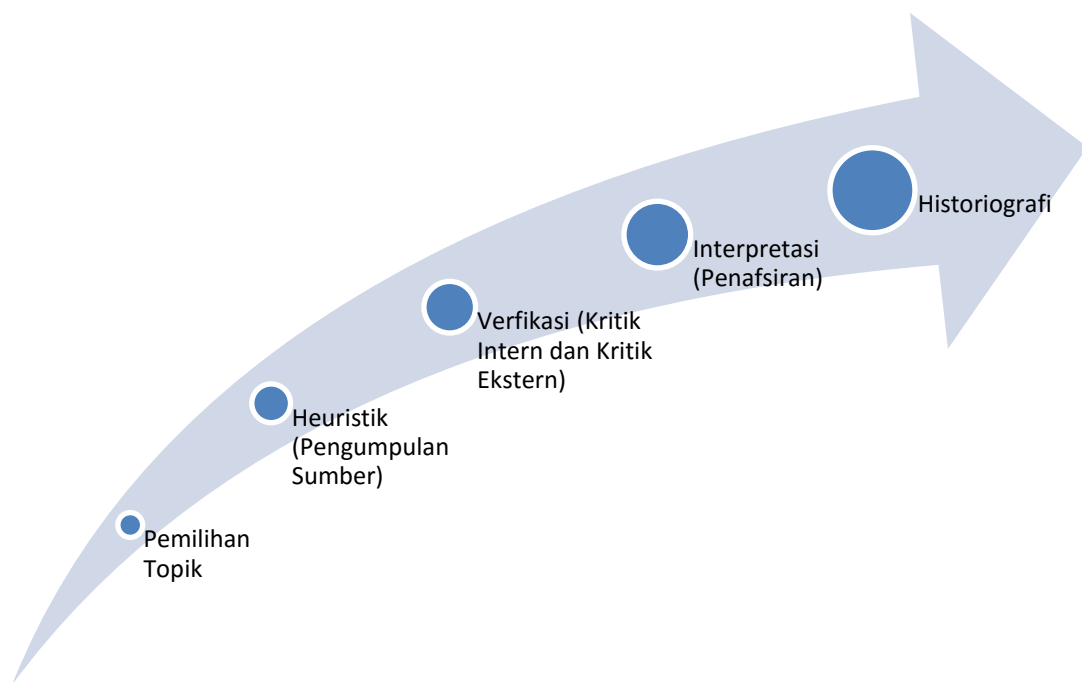 Pemilihan
Topik
Heuristik
(Pengumpulan
Sumber)
Verfikasi (Kritik
Intern dan Kritik
Ekstern)
Interpretasi
(Penafsiran)
Historiografi